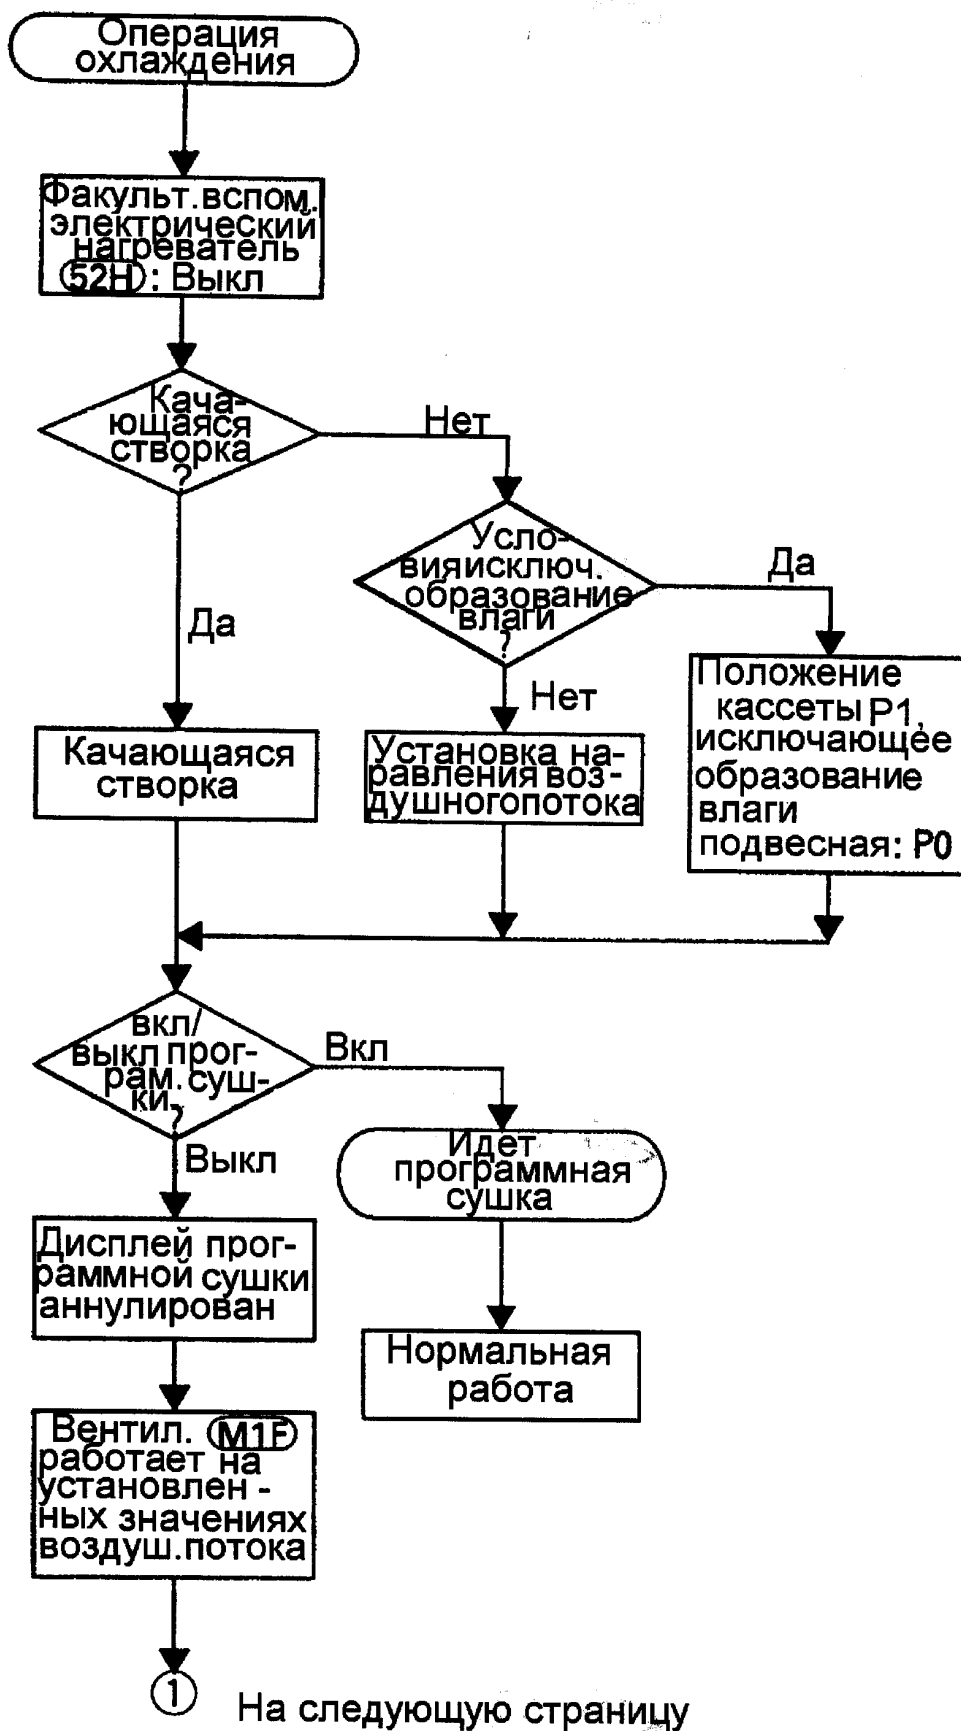 Операция
охлаждения
Факульт.вспом.
электрический
нагреватель
52H : Выкл
Кача-
ющаяся
створка
?
Нет
Усло-
вияисключ.
образование
влаги
?
Да
Да
Нет
Положение
кассеты P1,
исключающее
образование
влаги
подвесная: P0
Качающаяся
створка
Установка на-
равления воз-
душногопотока
вкл/
выкл прог-
рам. суш-
ки
?
Вкл
Выкл
Идет
программная
сушка
Дисплей прог-
раммной сушки
аннулирован
Нормальная
работа
Вентил. M1F
работает на
установлен -
ных значениях
воздуш.потока
1
На следующую страницу